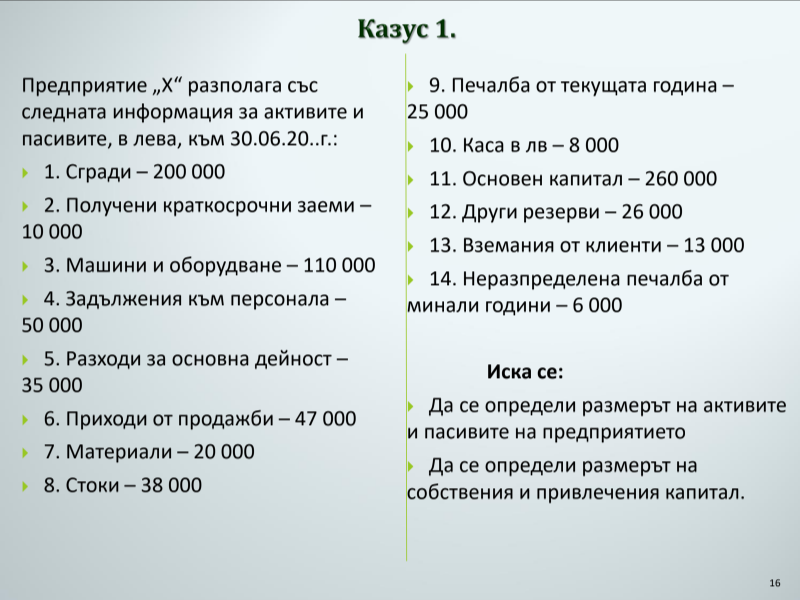 Казус 1.
Предприятие „X“ разполага със
следната информация за активите и
пасивите, в лева, към 30.06.20..г.:
1. Сгради – 200 000
2. Получени краткосрочни заеми –
10 000
3. Машини и оборудване – 110 000
4. Задължения към персонала –
50 000
5. Разходи за основна дейност –
35 000
6. Приходи от продажби – 47 000
7. Материали – 20 000
8. Стоки – 38 000
9. Печалба от текущата година –
25 000
10. Каса в лв – 8 000
11. Основен капитал – 260 000
12. Други резерви – 26 000
13. Вземания от клиенти – 13 000
14. Неразпределена печалба от
минали години – 6 000
Иска се:
Да се определи размерът на активите
и пасивите на предприятието
Да се определи размерът на
собствения и привлечения капитал.
16